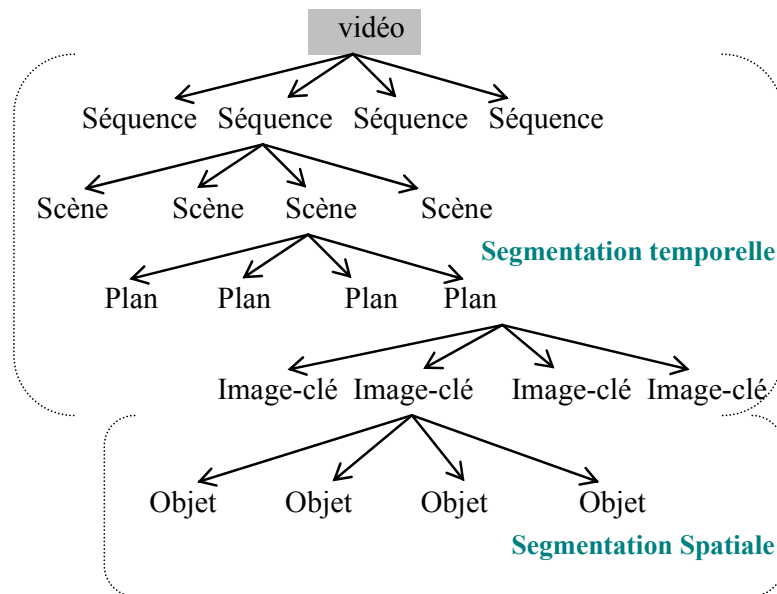 vidéo
Séquence Séquence Séquence Séquence
Scène Scène Scène Scène
Segmentation temporelle
Plan Plan Plan Plan
Image-clé Image-clé Image-clé Image-clé
Objet Objet Objet Objet
Segmentation Spatiale